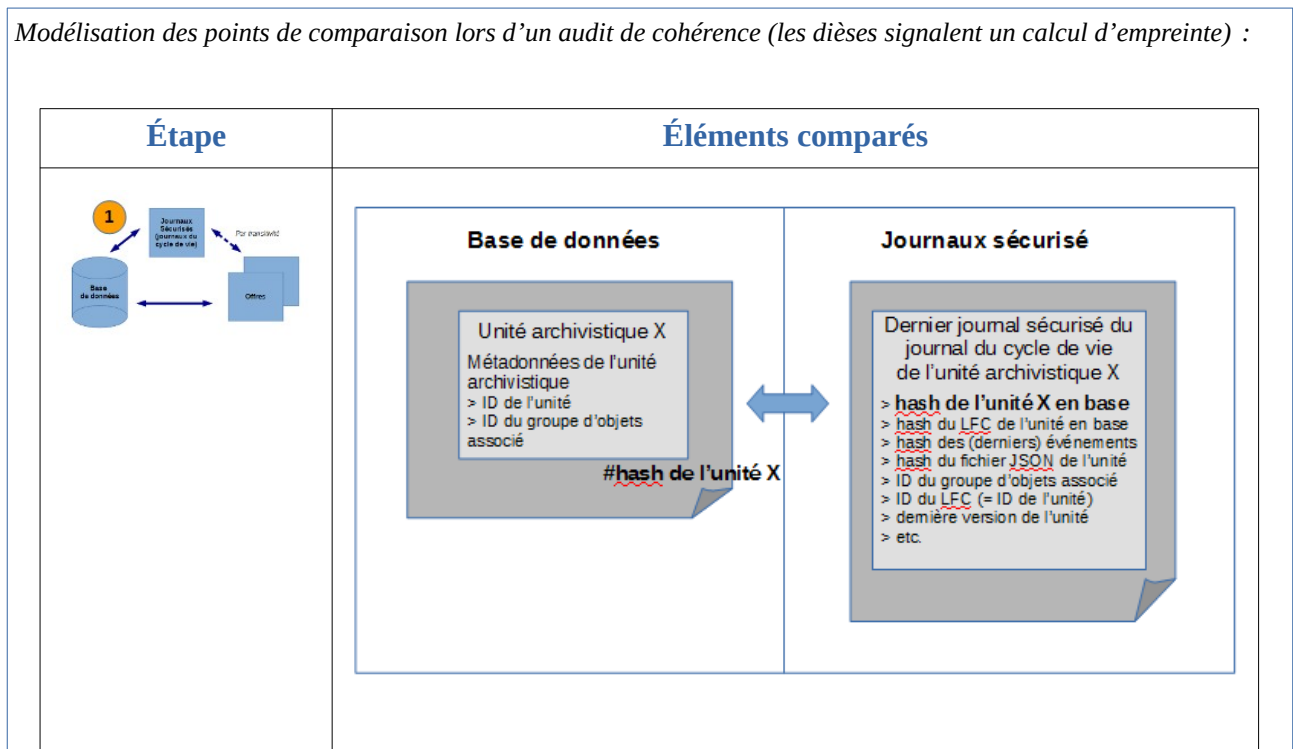 Modélisation des points de comparaison lors d’un audit de cohérence (les dièses signalent un calcul d’empreinte) :
Étape
Éléments comparés
1
Journaux
Sécurisés
(journaux du
cycle de vie)
Par transitivité
Base
de données
Offres
Base de données
Unité archivistique X
Métadonnées de l’unité
archivistique
> ID de l’unité
> ID du groupe d’objets
associé
#hash de l’unité X
Journaux sécurisé
Dernier journal sécurisé du
journal du cycle de vie
de l’unité archivistique X
> hash de l’unité X en base
> hash du LFC de l’unité en base
> hash des (derniers) événements
> hash du fichier JSON de l’unité
> ID du groupe d’objets associé
> ID du LFC (= ID de l’unité)
> dernière version de l’unité
> etc.